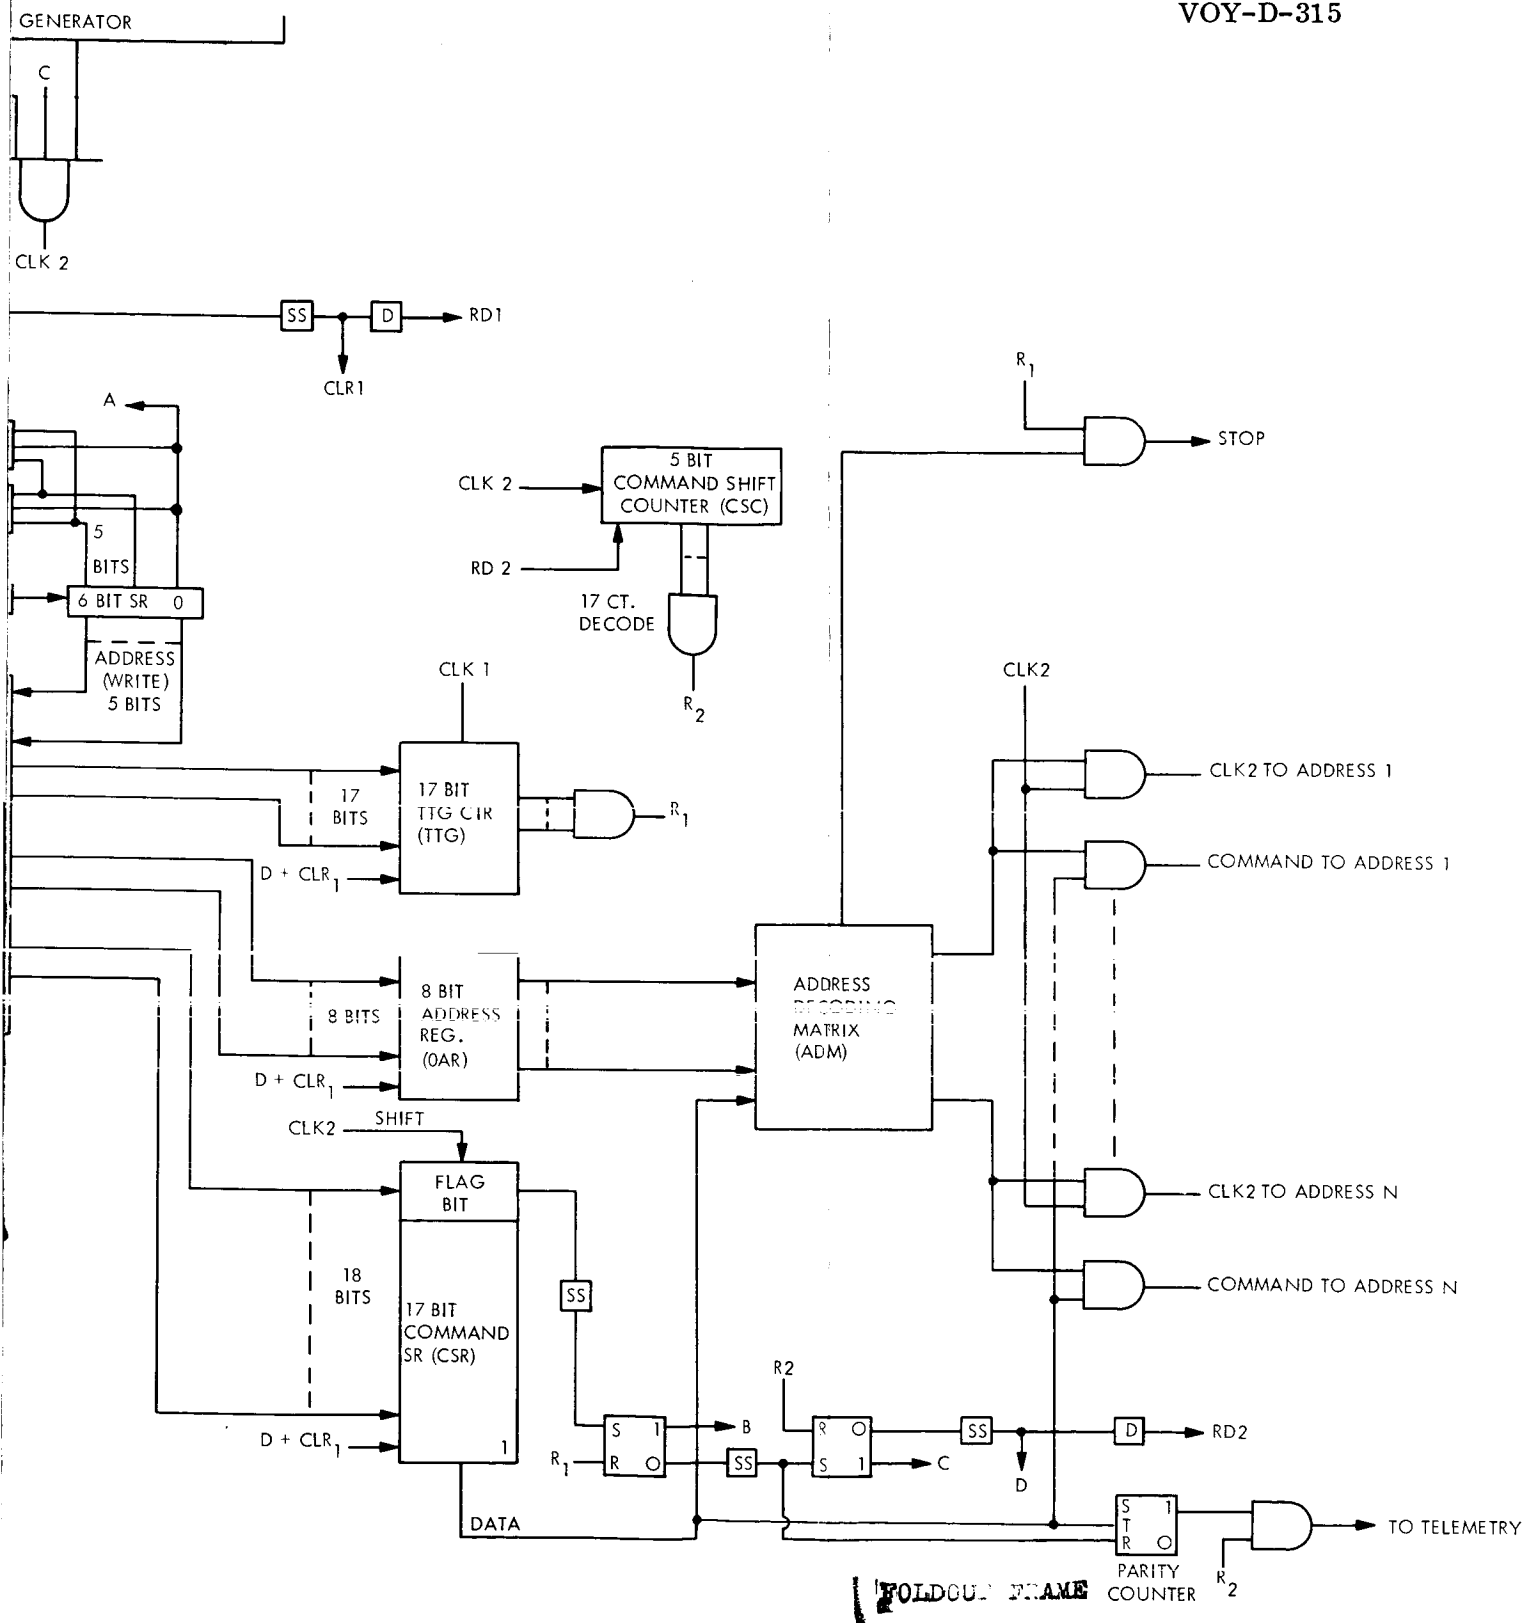 VOY-D-315
GENERATOR
C
CLK 2
SS
D
RD1
CLR1
A
R1
STOP
5 BIT
COMMAND SHIFT
COUNTER (CSC)
CLK 2
RD 2
5
BITS
6 BIT SR 0
17 CT.
DECODE
R2
ADDRESS
(WRITE)
5 BITS
CLK 1
CLK2
17 BIT
TTG CTR
(TTG)
17
BITS
R1
D + CLR1
CLK2 TO ADDRESS 1
COMMAND TO ADDRESS 1
8 BIT
ADDRESS
REG.
(0AR)
8 BITS
D + CLR1
ADDRESS
DECODING
MATRIX
(ADM)
CLK2
SHIFT
FLAG
BIT
CLK2 TO ADDRESS N
18
BITS
SS
17 BIT
COMMAND
SR (CSR)
1
COMMAND TO ADDRESS N
D + CLR1
R2
S 1
R O
B
R1
SS
R O
S 1
C
SS
D
D
RD2
DATA
S 1
T
R O
TO TELEMETRY
PARITY
COUNTER
R2
FOLDOUT FRAME